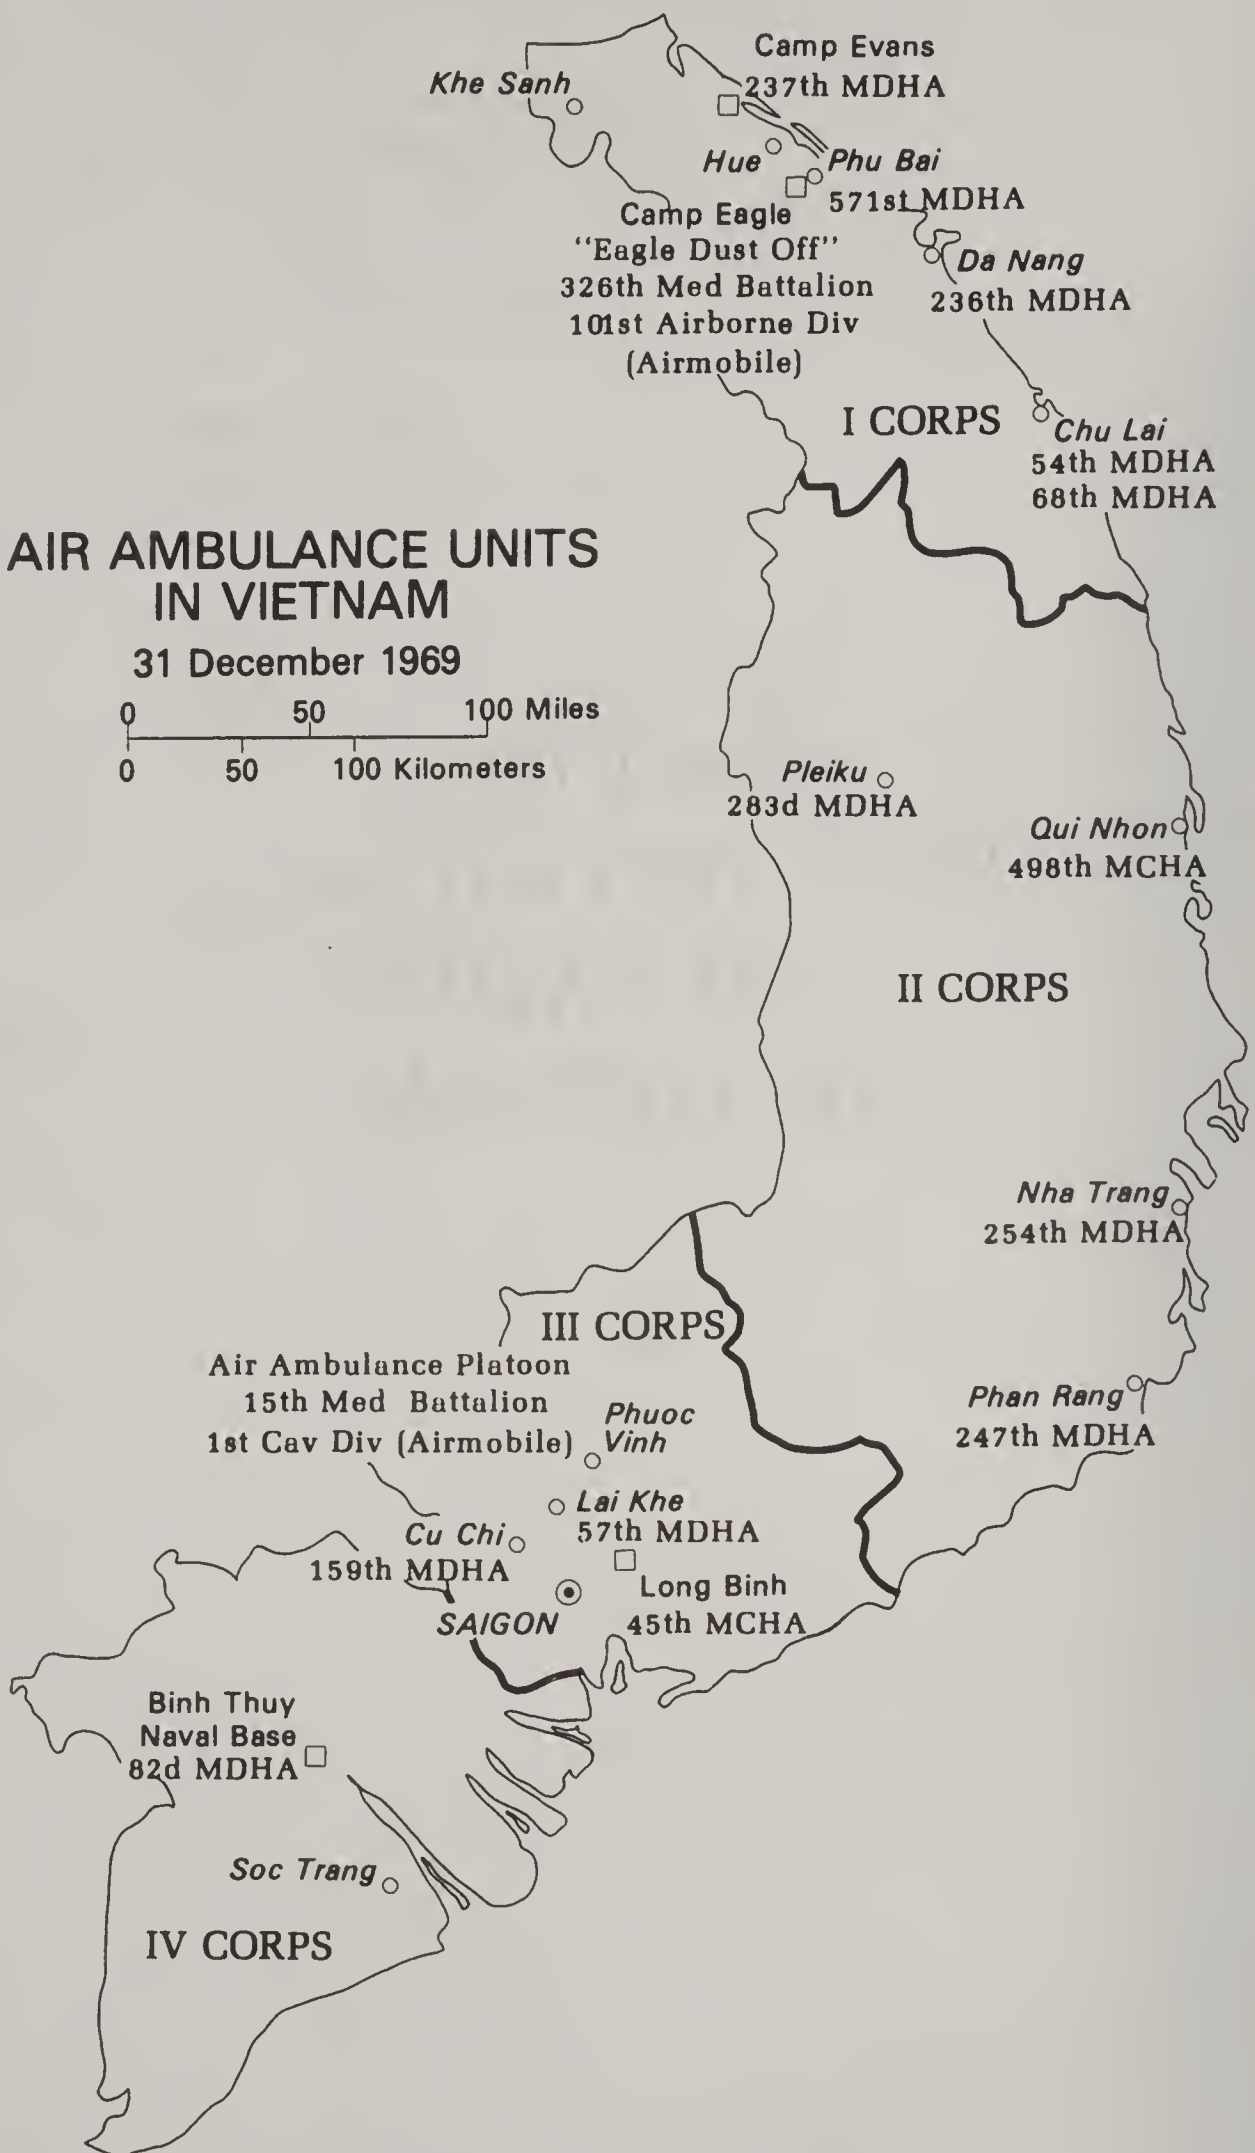 Camp Evans
237th MDHA
Khe Sanh
Hue
Phu Bai
571st MDHA
Camp Eagle
"Eagle Dust Off"
326th Med Battalion
101st Airborne Div
(Airmobile)
Da Nang
236th MDHA
I CORPS
Chu Lai
54th MDHA
68th MDHA
AIR AMBULANCE UNITS
IN VIETNAM
31 December 1969
0 50 100 Miles
0 50 100 Kilometers
Pleiku
283d MDHA
Qui Nhon
498th MCHA
II CORPS
Nha Trang
254th MDHA
III CORPS
Air Ambulance Platoon
15th Med Battalion
1st Cav Div (Airmobile)
Phuoc
Vinh
Phan Rang
247th MDHA
Lai Khe
57th MDHA
Cu Chi
159th MDHA
Long Binh
45th MCHA
SAIGON
Binh Thuy
Naval Base
82d MDHA
Soc Trang
IV CORPS